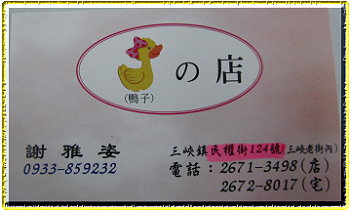 の店
(鴨子)
謝雅姿
0933-859232
三峽鎮民權街124號(三峽老街內)
電話:2671-3498(店)
2672-8017(宅)